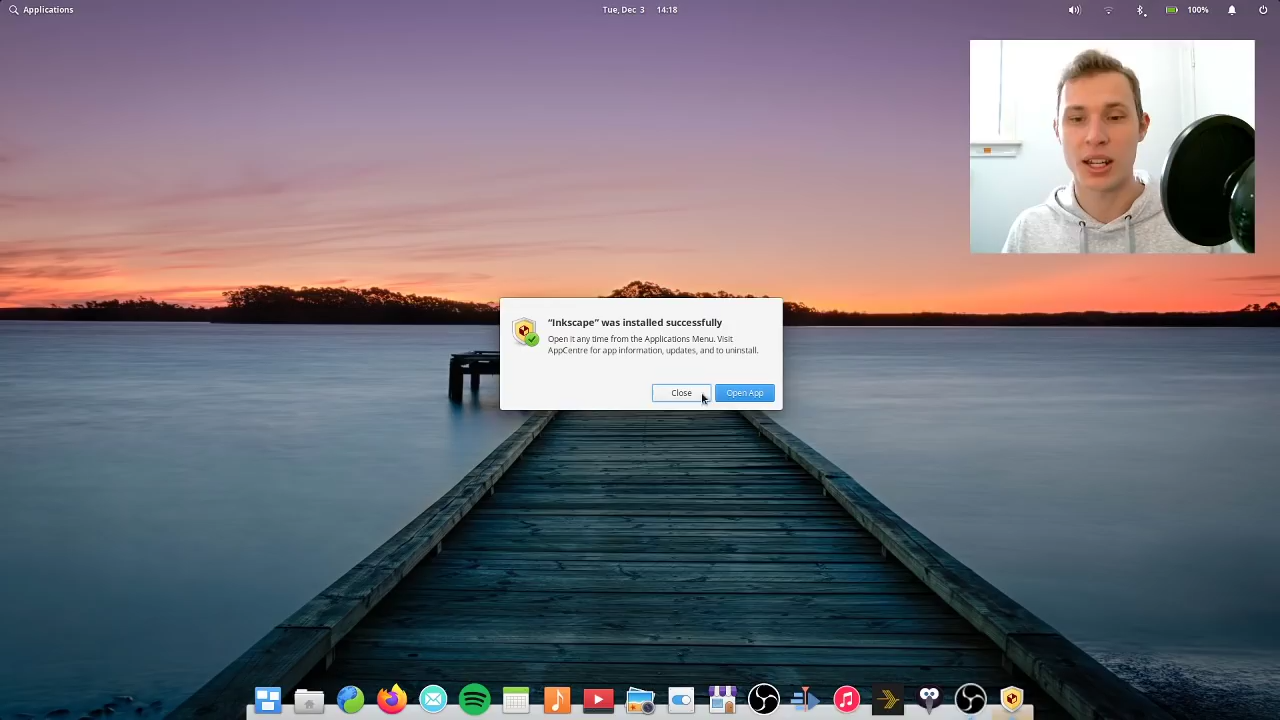 Applications
Tue, Dec 3 14:18
100%
“Inkscape” was installed successfully
Open it any time from the Applications Menu. Visit
AppCentre for app information, updates, and to uninstall.
Close
Open App